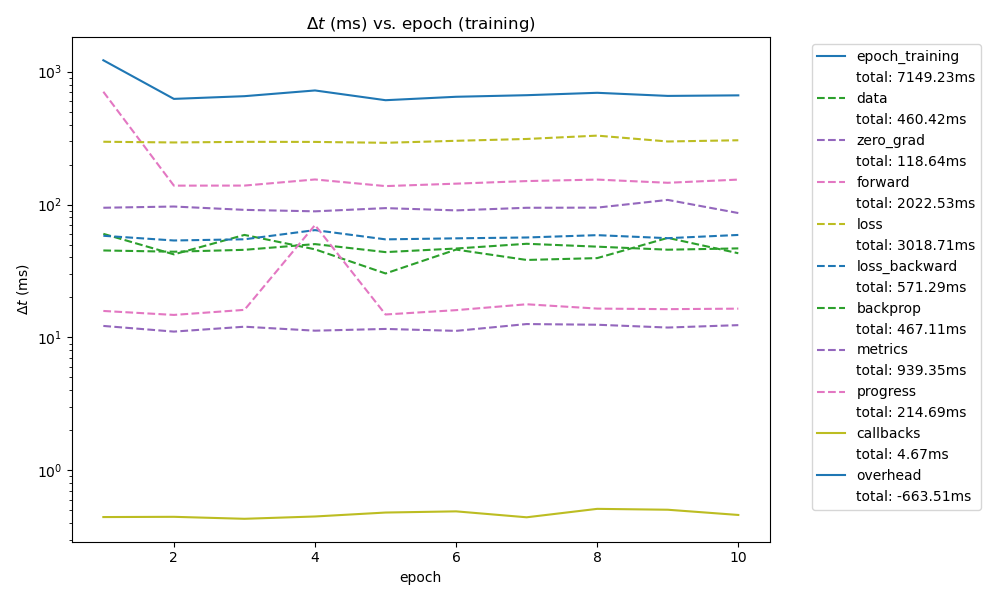 Δt (ms) vs. epoch (training)
10³
10²
10¹
10⁰
Δt (ms)
2
4
6
8
10
epoch
epoch_training
total: 7149.23ms
data
total: 460.42ms
zero_grad
total: 118.64ms
forward
total: 2022.53ms
loss
total: 3018.71ms
loss_backward
total: 571.29ms
backprop
total: 467.11ms
metrics
total: 939.35ms
progress
total: 214.69ms
callbacks
total: 4.67ms
overhead
total: -663.51ms